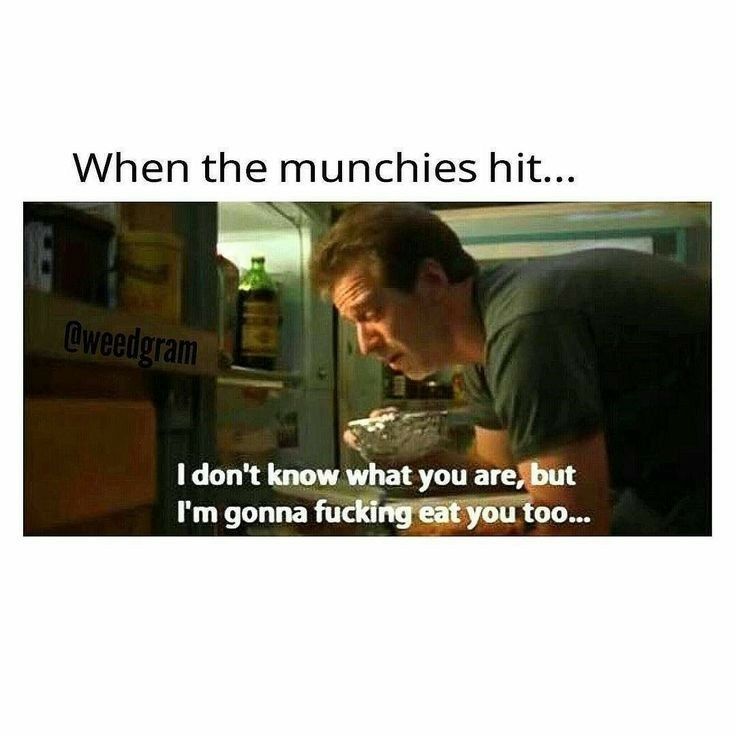 When the munchies hit...
@weedgram
I don't know what you are, but
I'm gonna fucking eat you too...